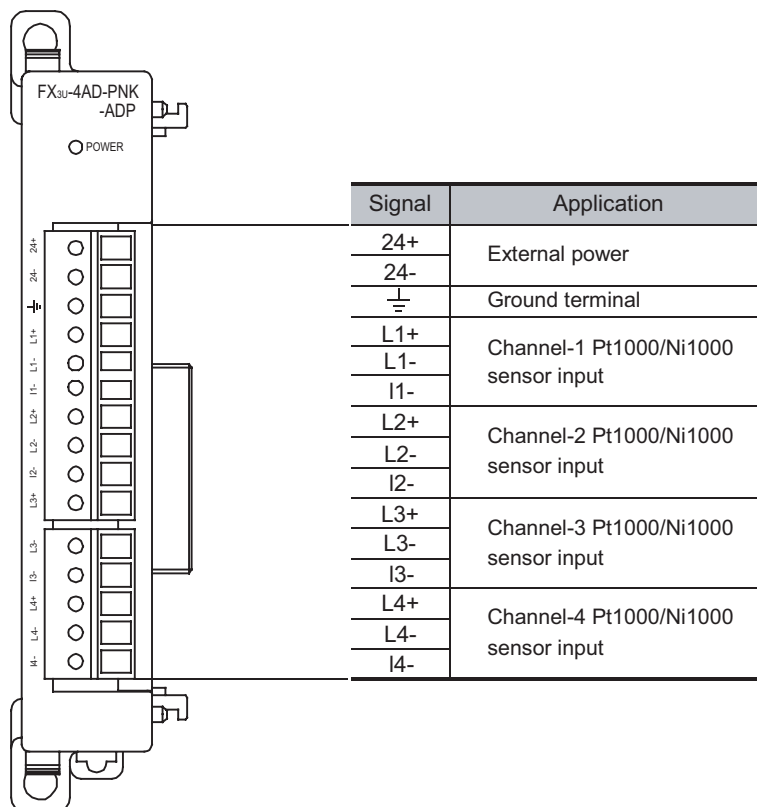 FX3U-4AD-PNK
-ADP
POWER
24+
24-
L1+
L1-
I1-
L2+
L2-
I2-
L3+
L3-
I3-
L4+
L4-
I4-
Signal Application
24+
External power
24-
Ground terminal
L1+
L1-
I1-
Channel-1 Pt1000/Ni1000
sensor input
L2+
L2-
I2-
Channel-2 Pt1000/Ni1000
sensor input
L3+
L3-
I3-
Channel-3 Pt1000/Ni1000
sensor input
L4+
L4-
I4-
Channel-4 Pt1000/Ni1000
sensor input